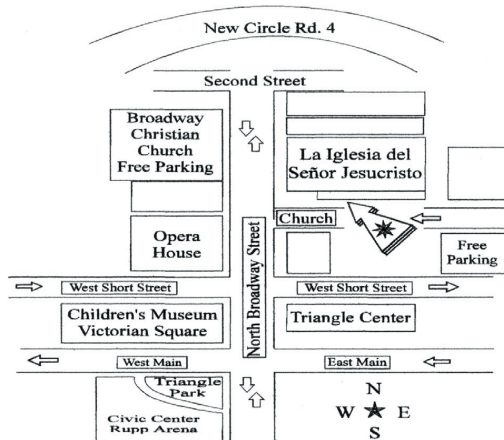 New Circle Rd. 4
Second Street
Broadway
Christian
Church
Free Parking
La Iglesia del
Señor Jesucristo
Church
Opera
House
Free
Parking
North Broadway Street
West Short Street
West Short Street
Children's Museum
Victorian Square
Triangle Center
West Main
East Main
Triangle
Park
Civic Center
Rupp Arena
N
W E
S